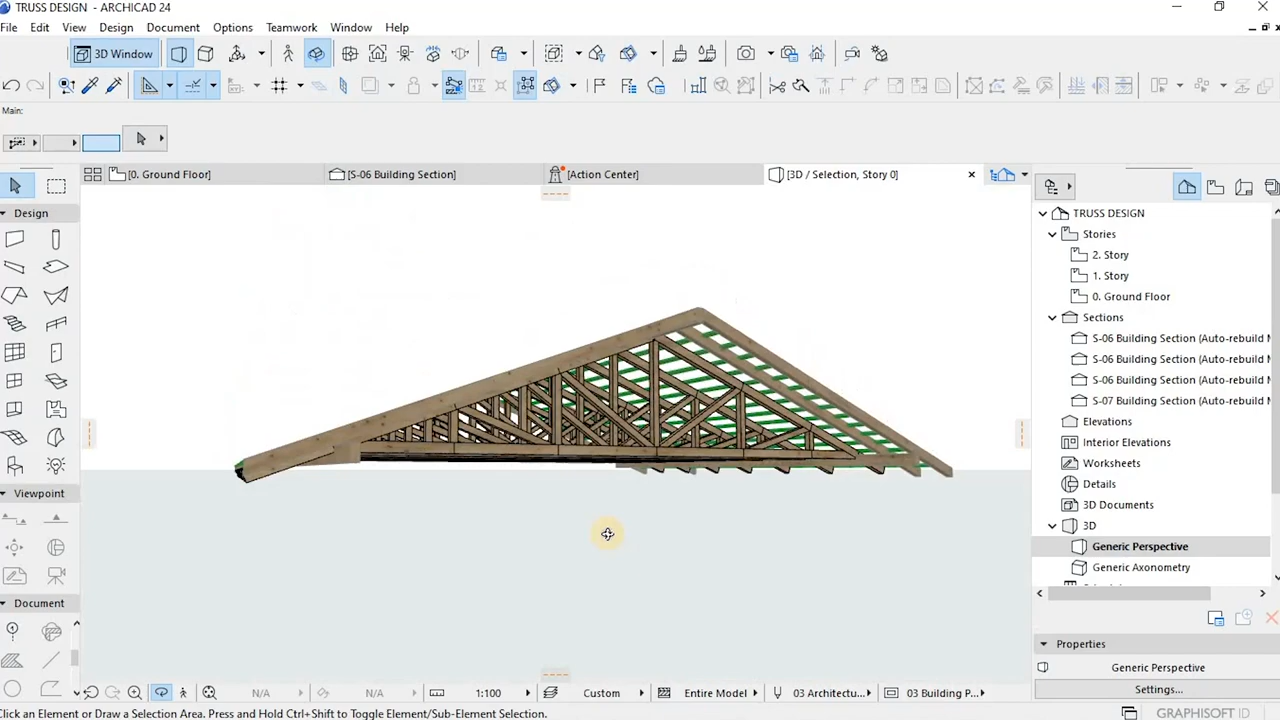 TRUSS DESIGN - ARCHICAD 24
File Edit View Design Document Options Teamwork Window Help
3D Window
Main:
[0. Ground Floor]
[S-06 Building Section]
[Action Center]
[3D / Selection, Story 0]
Design
Viewpoint
Document
TRUSS DESIGN
Stories
2. Story
1. Story
0. Ground Floor
Sections
S-06 Building Section (Auto-rebuild
S-06 Building Section (Auto-rebuild
S-06 Building Section (Auto-rebuild
S-07 Building Section (Auto-rebuild
Elevations
Interior Elevations
Worksheets
Details
3D Documents
3D
Generic Perspective
Generic Axonometry
Properties
Generic Perspective
Settings...
N/A N/A 1:100 Custom Entire Model 03 Architectu... 03 Building P...
Click an Element or Draw a Selection Area. Press and Hold Ctrl+Shift to Toggle Element/Sub-Element Selection.
GRAPHISOFT ID